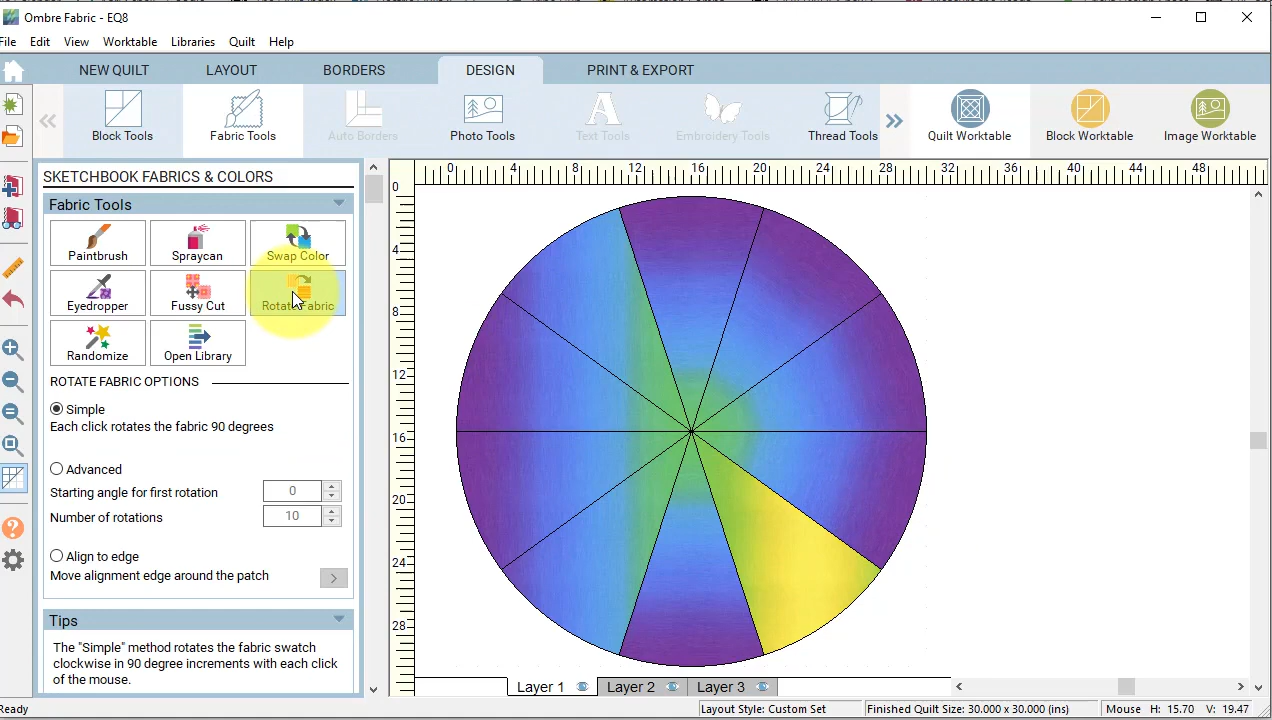 Ombre Fabric - EQ8
File Edit View Worktable Libraries Quilt Help
NEW QUILT LAYOUT BORDERS DESIGN PRINT & EXPORT
Block Tools Fabric Tools Auto Borders Photo Tools Text Tools Embroidery Tools Thread Tools Quilt Worktable Block Worktable Image Worktable
SKETCHBOOK FABRICS & COLORS
Fabric Tools
Paintbrush Spraycan Swap Color
Eyedropper Fussy Cut Rotate Fabric
Randomize Open Library
ROTATE FABRIC OPTIONS
Simple
Each click rotates the fabric 90 degrees
Advanced
Starting angle for first rotation 0
Number of rotations 10
Align to edge
Move alignment edge around the patch >
Tips
The "Simple" method rotates the fabric swatch
clockwise in 90 degree increments with each click
of the mouse.
0 4 8 12 16 20 24 28 32 36 40 44 48
0
4
8
12
16
20
24
28
Layer 1 Layer 2 Layer 3
Ready Layout Style: Custom Set Finished Quilt Size: 30.000 x 30.000 (ins) Mouse H: 15.70 V: 19.47